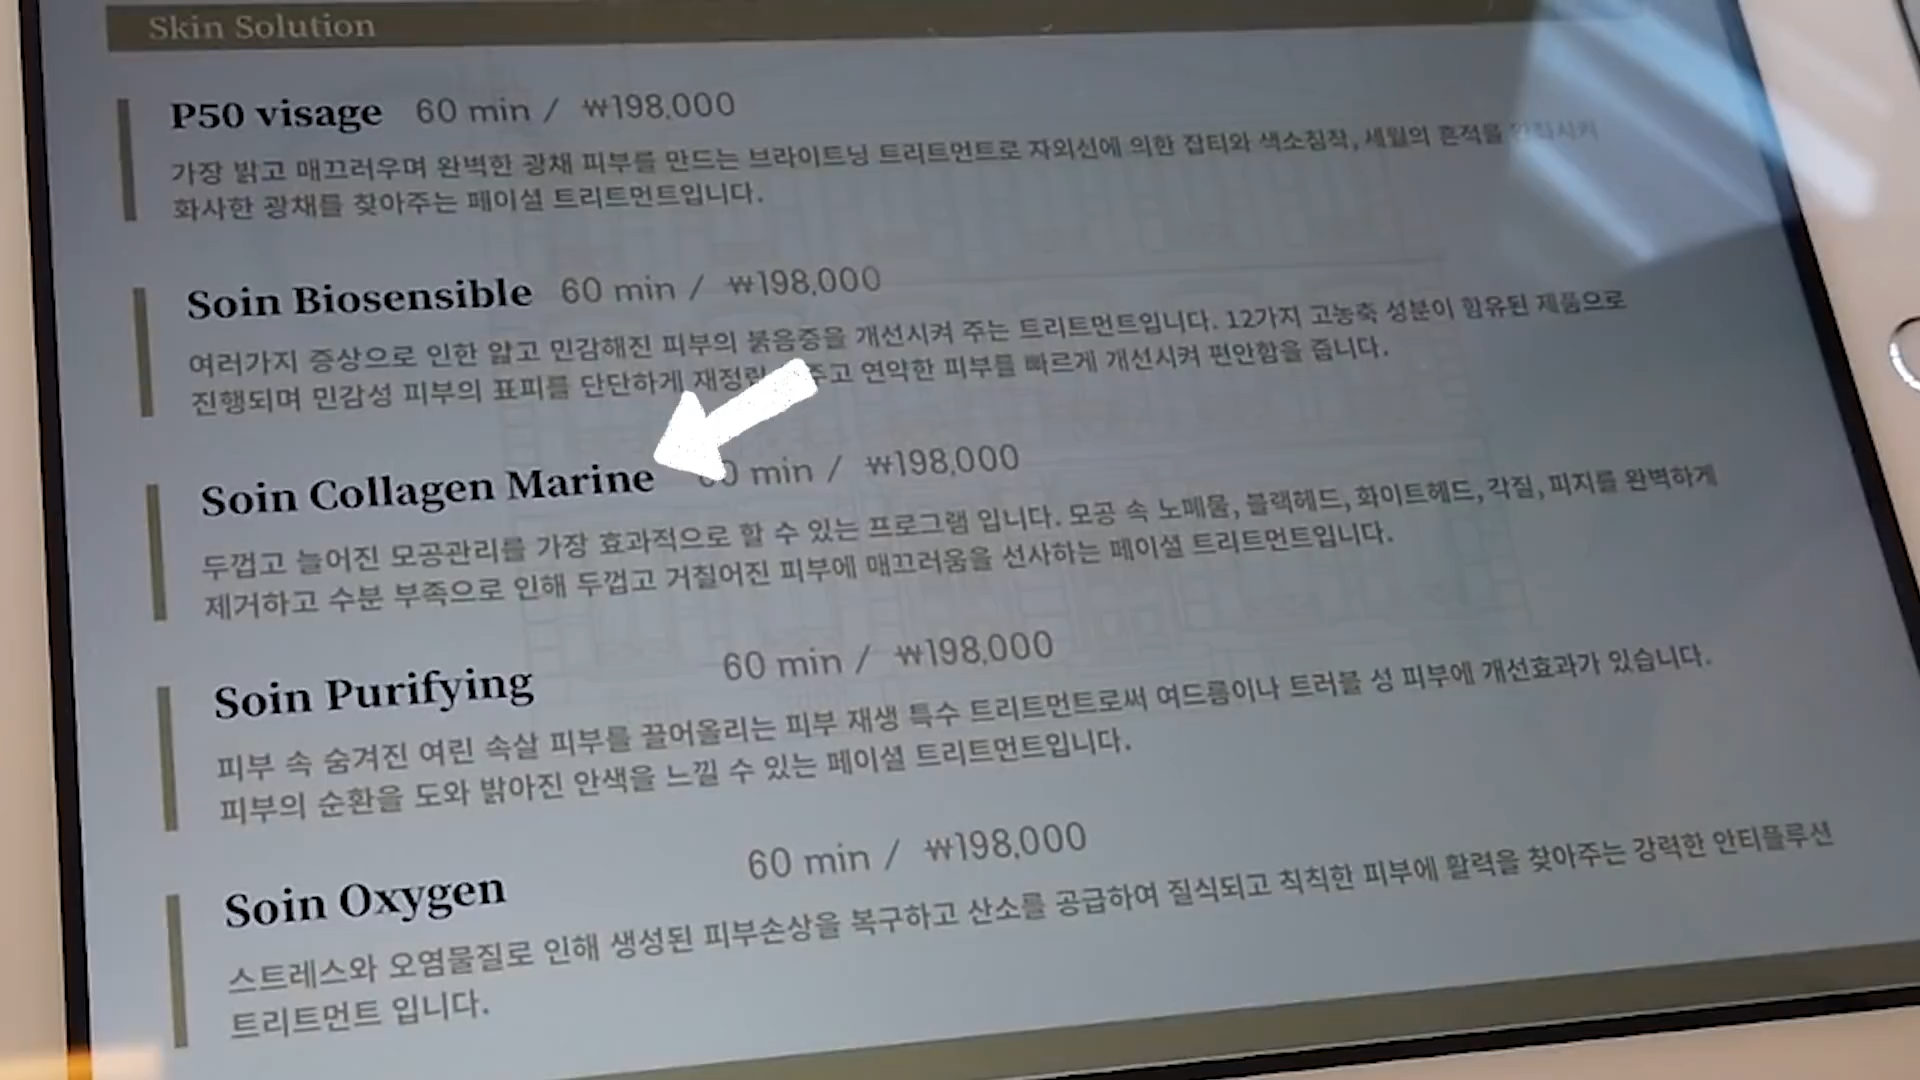 Skin Solution
P50 visage 60 min / ₩198,000
가장 밝고 매끄러우며 완벽한 광채 피부를 만드는 브라이트닝 트리트먼트로 자외선에 의한 잡티와 색소침착, 세월의 흔적을
화사한 광채를 찾아주는 페이셜 트리트먼트입니다.
Soin Biosensible 60 min / ₩198,000
여러가지 증상으로 인한 얇고 민감해진 피부의 붉음증을 개선시켜 주는 트리트먼트입니다. 12가지 고농축 성분이 함유된 제품으로
진행되며 민감성 피부의 표피를 단단하게 연약한 피부를 빠르게 개선시켜 편안함을 줍니다.
Soin Collagen Marine min / ₩198,000
두껍고 늘어진 모공관리를 가장 효과적으로 할 수 있는 프로그램 입니다. 모공 속 노폐물, 블랙헤드, 화이트헤드, 각질, 피지를 완벽하게
제거하고 수분 부족으로 인해 두껍고 거칠어진 피부에 매끄러움을 선사하는 페이셜 트리트먼트입니다.
Soin Purifying 60 min / ₩198,000
피부 속 숨겨진 여린 속살 피부를 끌어올리는 피부 재생 특수 트리트먼트로써 여드름이나 트러블 성 피부에 개선효과가 있습니다.
피부의 순환을 도와 밝아진 안색을 느낄 수 있는 페이셜 트리트먼트입니다.
Soin Oxygen 60 min / ₩198,000
스트레스와 오염물질로 인해 생성된 피부손상을 복구하고 산소를 공급하여 질식되고 칙칙한 피부에 활력을 찾아주는 강력한 안티플루션
트리트먼트 입니다.